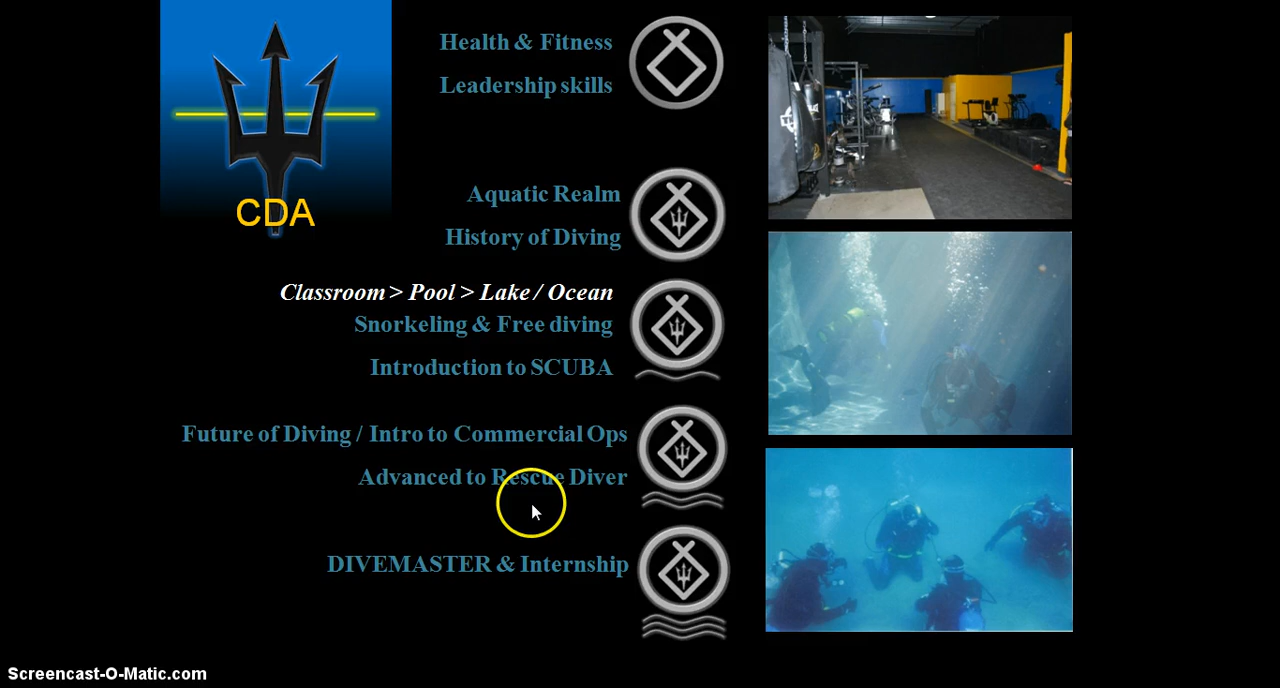 CDA
Health & Fitness
Leadership skills
Aquatic Realm
History of Diving
Classroom > Pool > Lake / Ocean
Snorkeling & Free diving
Introduction to SCUBA
Future of Diving / Intro to Commercial Ops
Advanced to Rescue Diver
DIVEMASTER & Internship
Screencast-O-Matic.com